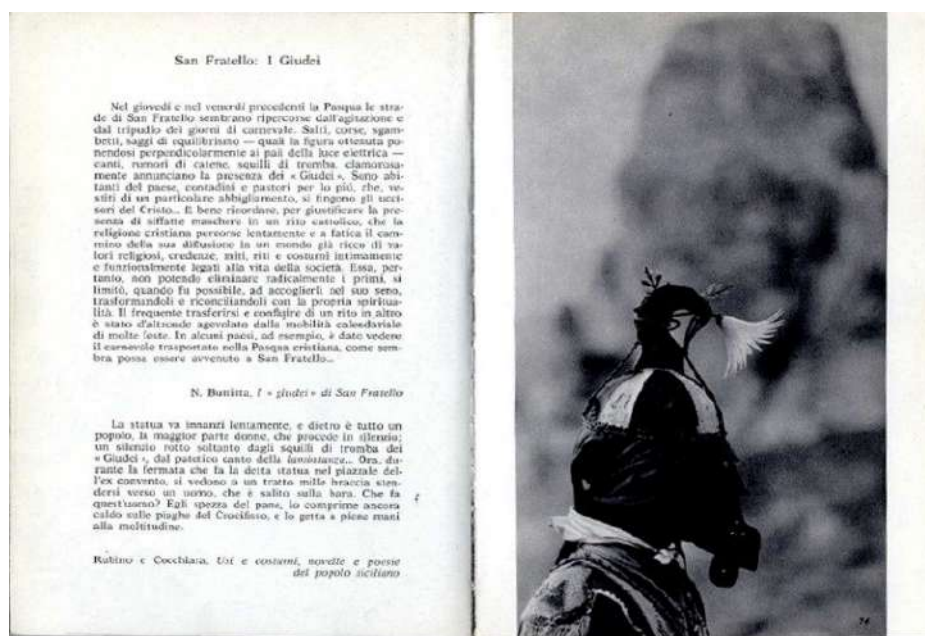 San Fratello: I Giudei
Nel giovedì e nel venerdì precedenti la Pasqua le stra-
de di San Fratello sembrano ripercorse dall'agitazione e
dal tripudio dei giorni di carnevale. Salti, corse, sgam-
betti, saggi di equilibrismo — quali la figura ottenuta po-
nendosi perpendicolarmente ai pali della luce elettrica —
canti, rumori di catene, squilli di tromba, clamorosa-
mente annunciano la presenza dei « Giudei ». Sono abi-
tanti del paese, contadini e pastori per lo più, che, ve-
stiti di un particolare abbigliamento, si fingono gli ucci-
sori del Cristo... È bene ricordare, per giustificare la pre-
senza di siffatte maschere in un rito cattolico, che la
religione cristiana percorse lentamente e a fatica il cam-
mino della sua diffusione in un mondo già ricco di va-
lori religiosi, credenze, miti, riti e costumi intimamente
e funzionalmente legati alla vita della società. Essa, per-
tanto, non potendo eliminare radicalmente i primi, si
limitò, quando fu possibile, ad accoglierli nel suo seno,
trasformandoli e riconciliandoli con la propria spiritua-
lità. Il frequente trasferirsi e configire di un rito in altro
è stato d'altronde agevolato dalla mobilità calendariale
di molte feste. In alcuni paesi, ad esempio, è dato vedere
il carnevale trasportato nella Pasqua cristiana, come sem-
bra possa essere avvenuto a San Fratello...
N. Buttitta, I « giudei » di San Fratello
La statua va innanzi lentamente, e dietro è tutto un
popolo, la maggior parte donne, che procede in silenzio;
un silenzio rotto soltanto dagli squilli di tromba dei
« Giudei », dal patetico canto della lamintanza... Ora, du-
rante la fermata che fa la detta statua nel piazzale del-
l'ex convento, si vedono a un tratto mille braccia sten-
dersi verso un uomo, che è salito sulla bara. Che fa
quest'uomo? Egli spezza del pane, lo comprime ancora
caldo sulle piaghe del Crocifisso, e lo getta a piene mani
alla moltitudine.
Rubino e Cocchiara, Usi e costumi, novelle e poesie
del popolo siciliano